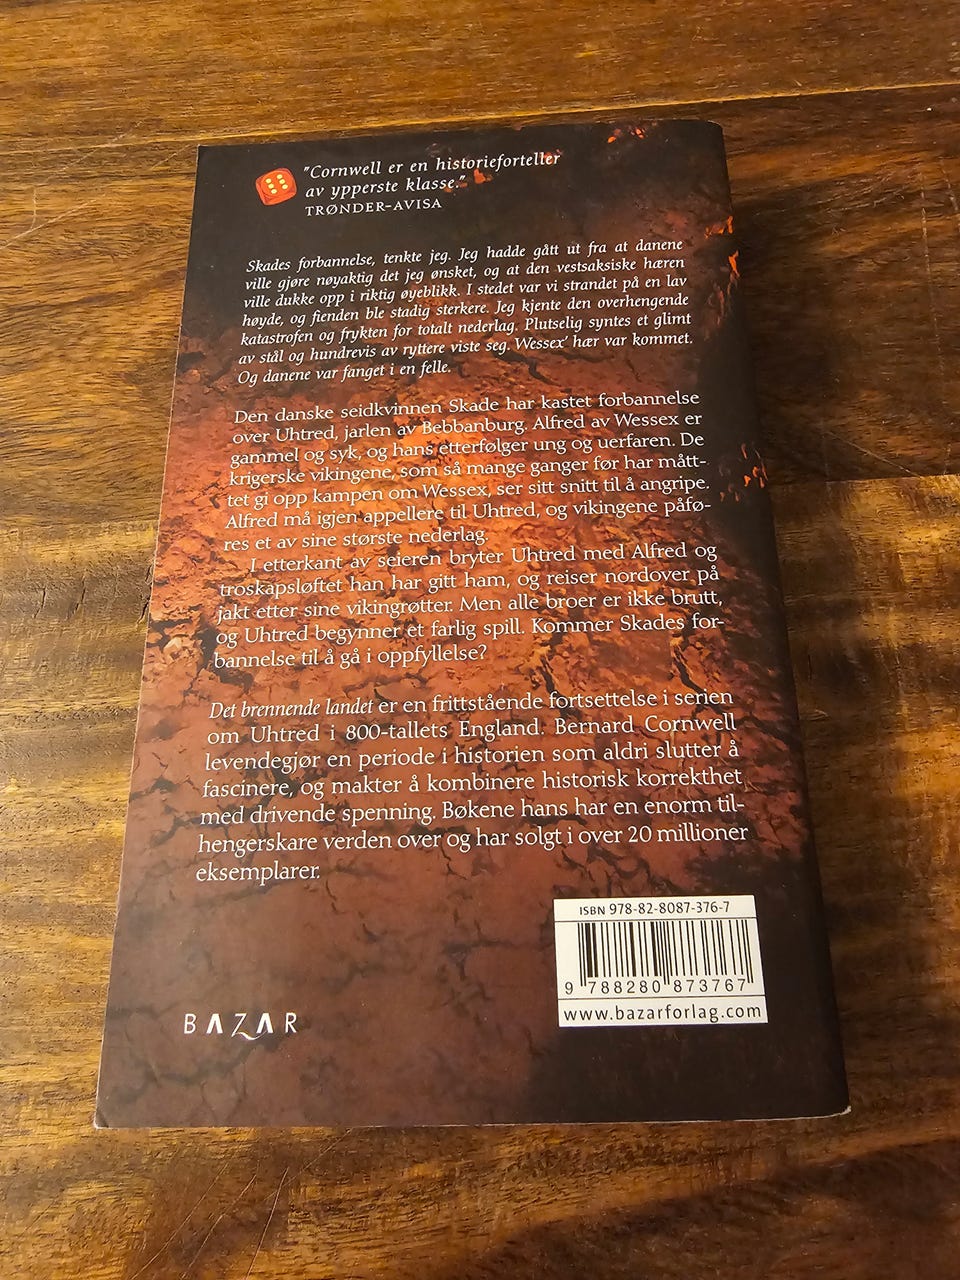 "Cornwell er en historieforteller
av ypperste klasse."
TRØNDER-AVISA
Skades forbannelse, tenkte jeg. Jeg hadde gått ut fra at danene
ville gjøre nøyaktig det jeg ønsket, og at den vestsaksiske hæren
ville dukke opp i riktig øyeblikk. I stedet var vi strandet på en lav
høyde, og fienden ble stadig sterkere. Jeg kjente den overhengende
katastrofen og frykten for totalt nederlag. Plutselig syntes et glimt
av stål og hundrevis av ryttere viste seg. Wessex' hær var kommet.
Og danene var fanget i en felle.
Den danske seidkvinnen Skade har kastet forbannelse
over Uhtred, jarlen av Bebbanburg. Alfred av Wessex er
gammel og syk, og hans etterfølger ung og uerfaren. De
krigerske vikingene, som så mange ganger før har måt-
tet gi opp kampen om Wessex, ser sitt snitt til å angripe.
Alfred må igjen appellere til Uhtred, og vikingene påfø-
res et av sine største nederlag.
I etterkant av seieren bryter Uhtred med Alfred og
troskapsløftet han har gitt ham, og reiser nordover på
jakt etter sine vikingrøtter. Men alle broer er ikke brutt,
og Uhtred begynner et farlig spill. Kommer Skades for-
bannelse til å gå i oppfyllelse?
Det brennende landet er en frittstående fortsettelse i serien
om Uhtred i 800-tallets England. Bernard Cornwell
levendegjør en periode i historien som aldri slutter å
fascinere, og makter å kombinere historisk korrekthet
med drivende spenning. Bøkene hans har en enorm til-
hengerskare verden over og har solgt i over 20 millioner
eksemplarer.
ISBN 978-82-8087-376-7
9 788280 873767
www.bazarforlag.com
BAZAR